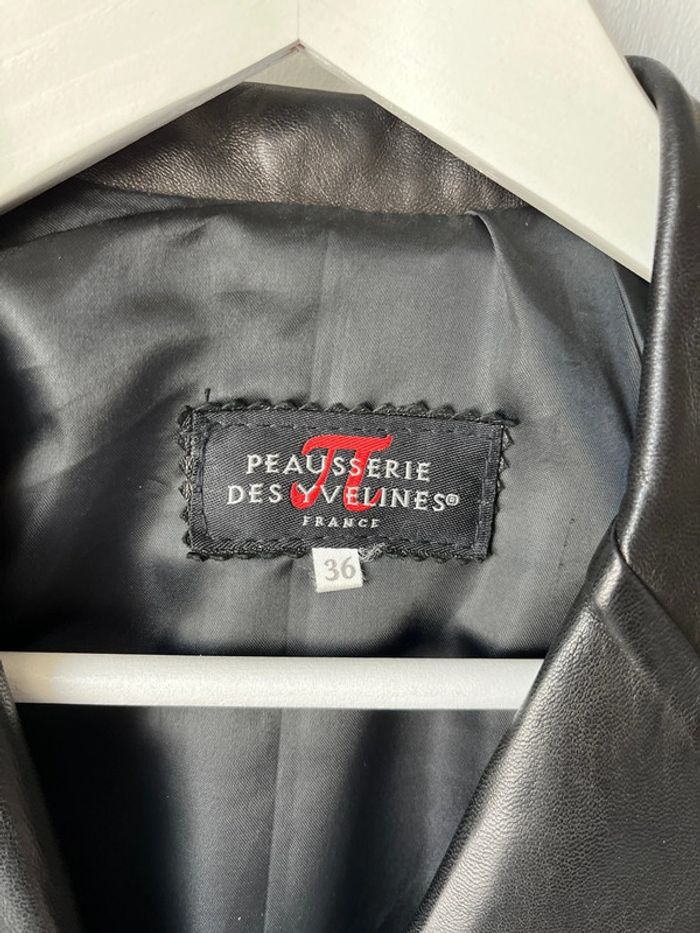 π
PEAUSSERIE
DES YVELINES®
FRANCE
36